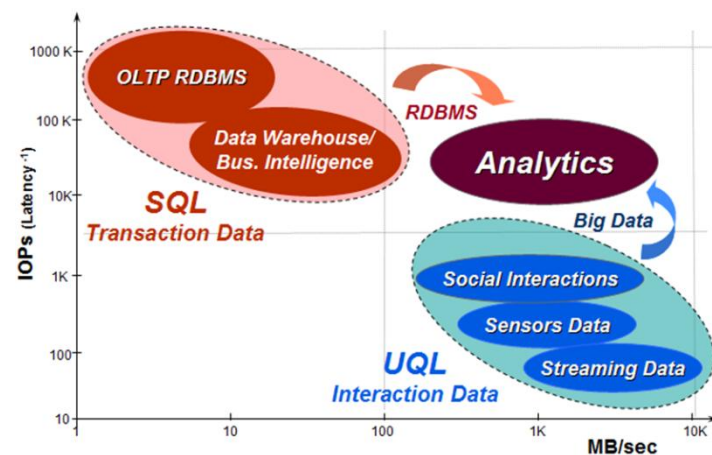 1000 K
OLTP RDBMS
RDBMS
100 K
Data Warehouse/
Bus. Intelligence
Analytics
10K
SQL
Transaction Data
Big Data
IOPs (Latency -1)
1K
Social Interactions
Sensors Data
100
UQL
Interaction Data
Streaming Data
10
1
10
100
1K
10K
MB/sec